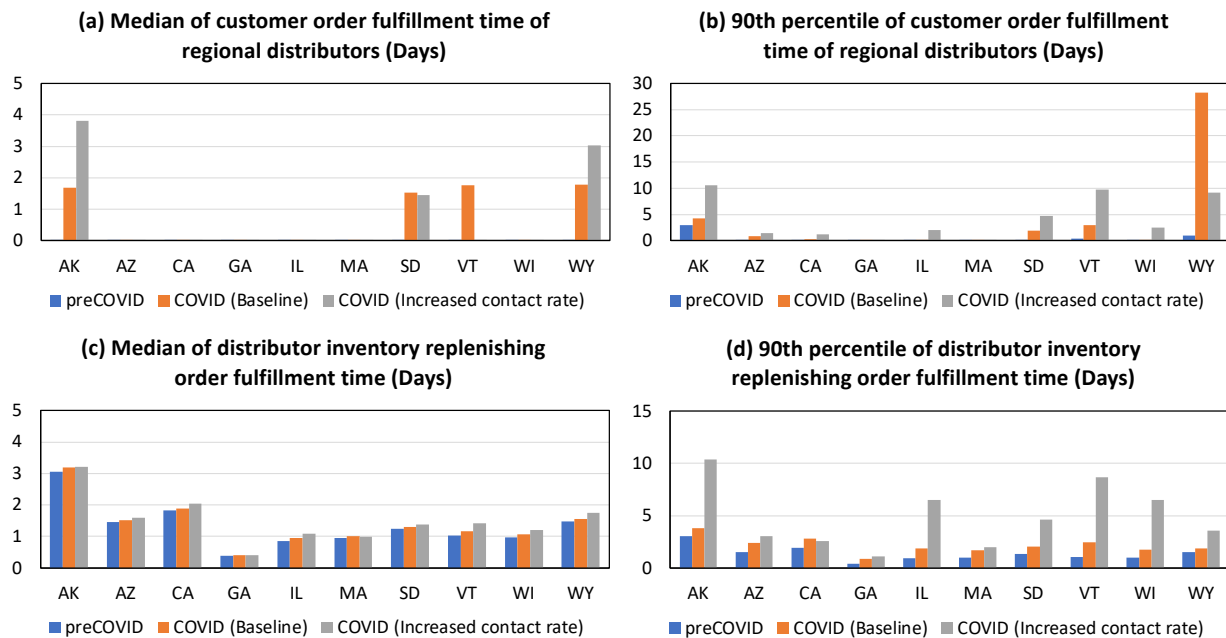 (a) Median of customer order fulfillment time of
regional distributors (Days)
5
4
3
2
1
0
AK AZ CA GA IL MA SD VT WI WY
preCOVID COVID (Baseline) COVID (Increased contact rate)
(b) 90th percentile of customer order fulfillment
time of regional distributors (Days)
30
25
20
15
10
5
0
AK AZ CA GA IL MA SD VT WI WY
preCOVID COVID (Baseline) COVID (Increased contact rate)
(c) Median of distributor inventory replenishing
order fulfillment time (Days)
5
4
3
2
1
0
AK AZ CA GA IL MA SD VT WI WY
preCOVID COVID (Baseline) COVID (Increased contact rate)
(d) 90th percentile of distributor inventory
replenishing order fulfillment time (Days)
15
10
5
0
AK AZ CA GA IL MA SD VT WI WY
preCOVID COVID (Baseline) COVID (Increased contact rate)